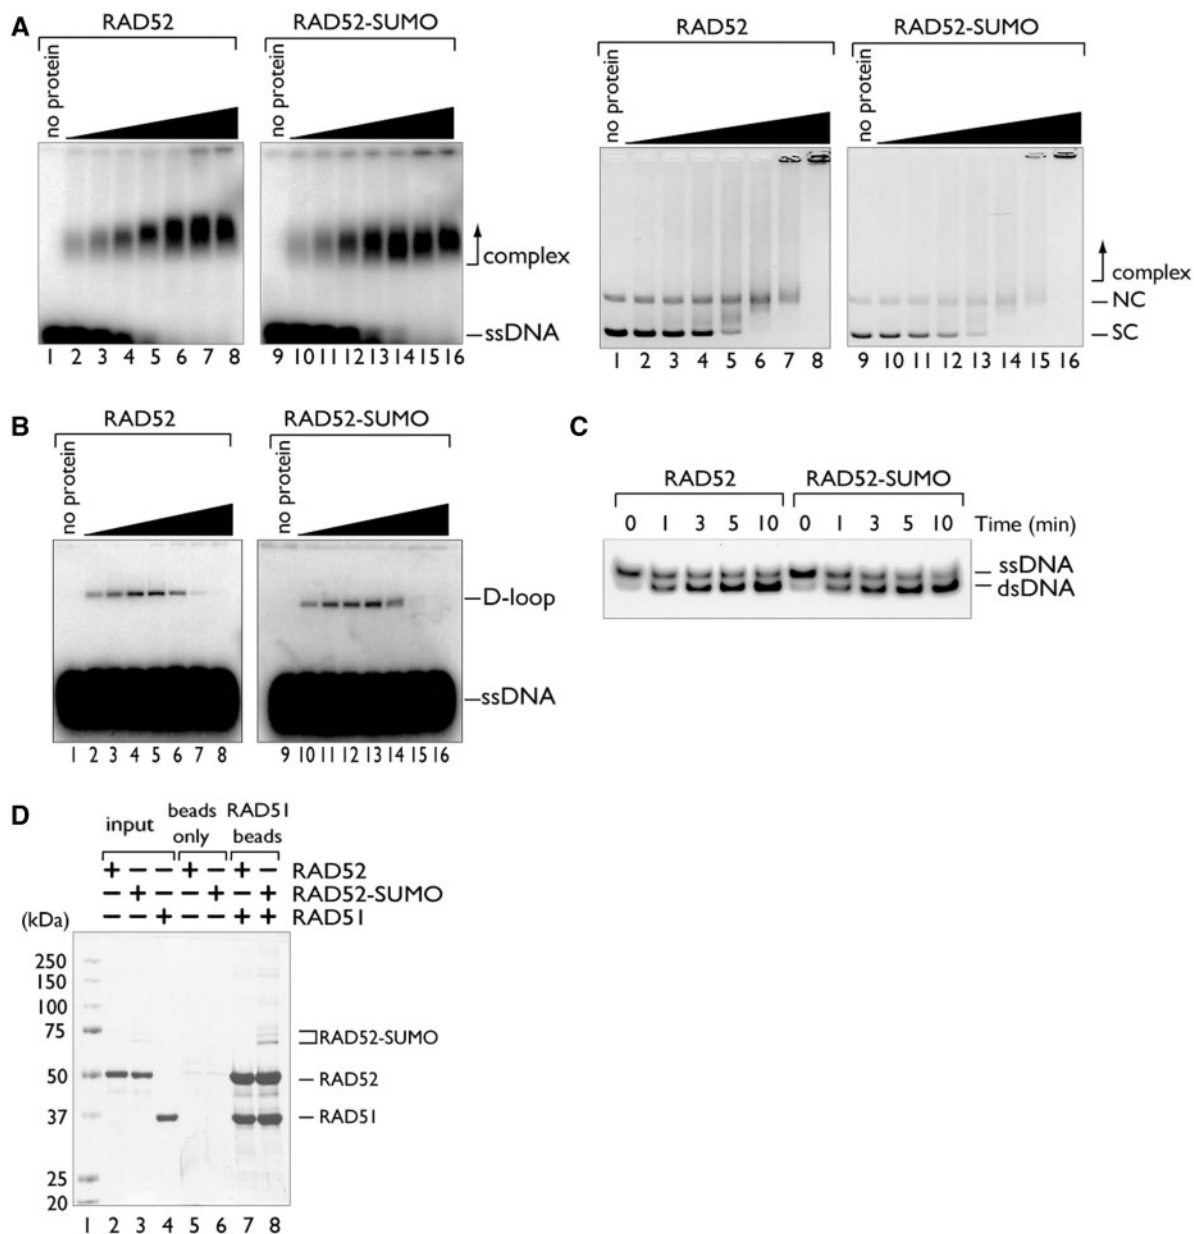 A
RAD52 RAD52-SUMO
no protein no protein
complex
ssDNA
1 2 3 4 5 6 7 8 9 10 11 12 13 14 15 16
RAD52 RAD52-SUMO
no protein no protein
complex
NC
SC
1 2 3 4 5 6 7 8 9 10 11 12 13 14 15 16
B
RAD52 RAD52-SUMO
no protein no protein
D-loop
ssDNA
1 2 3 4 5 6 7 8 9 10 11 12 13 14 15 16
C
RAD52 RAD52-SUMO
0 1 3 5 10 0 1 3 5 10 Time (min)
ssDNA
dsDNA
D
input beads only RAD51 beads
+ − − + − + − RAD52
− + − − + − + RAD52-SUMO
− − + − − + + RAD51
(kDa)
250
150
100
75 RAD52-SUMO
50 RAD52
37 RAD51
25
20
1 2 3 4 5 6 7 8